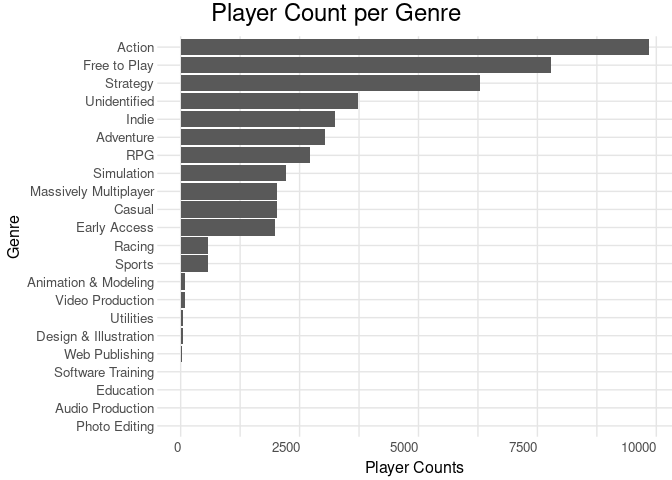 Player Count per Genre
Genre
Action
Free to Play
Strategy
Unidentified
Indie
Adventure
RPG
Simulation
Massively Multiplayer
Casual
Early Access
Racing
Sports
Animation & Modeling
Video Production
Utilities
Design & Illustration
Web Publishing
Software Training
Education
Audio Production
Photo Editing
0 2500 5000 7500 10000
Player Counts